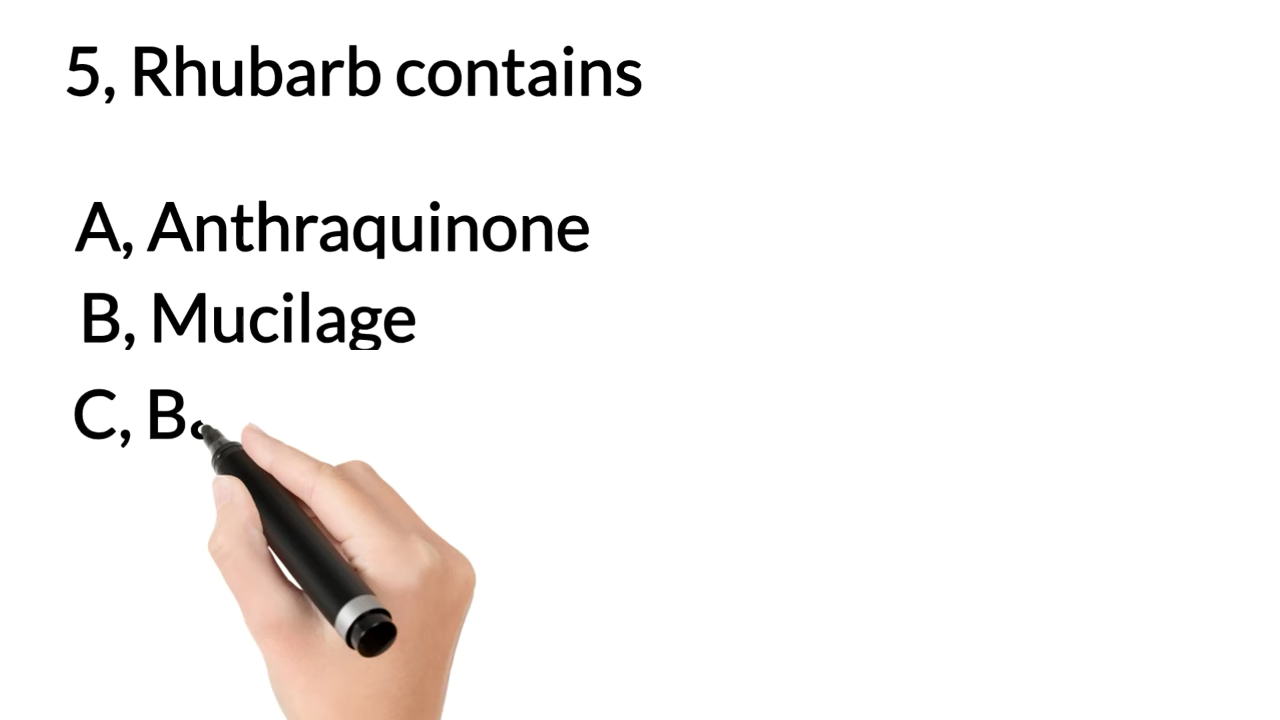 5, Rhubarb contains
A, Anthraquinone
B, Mucilage
C,